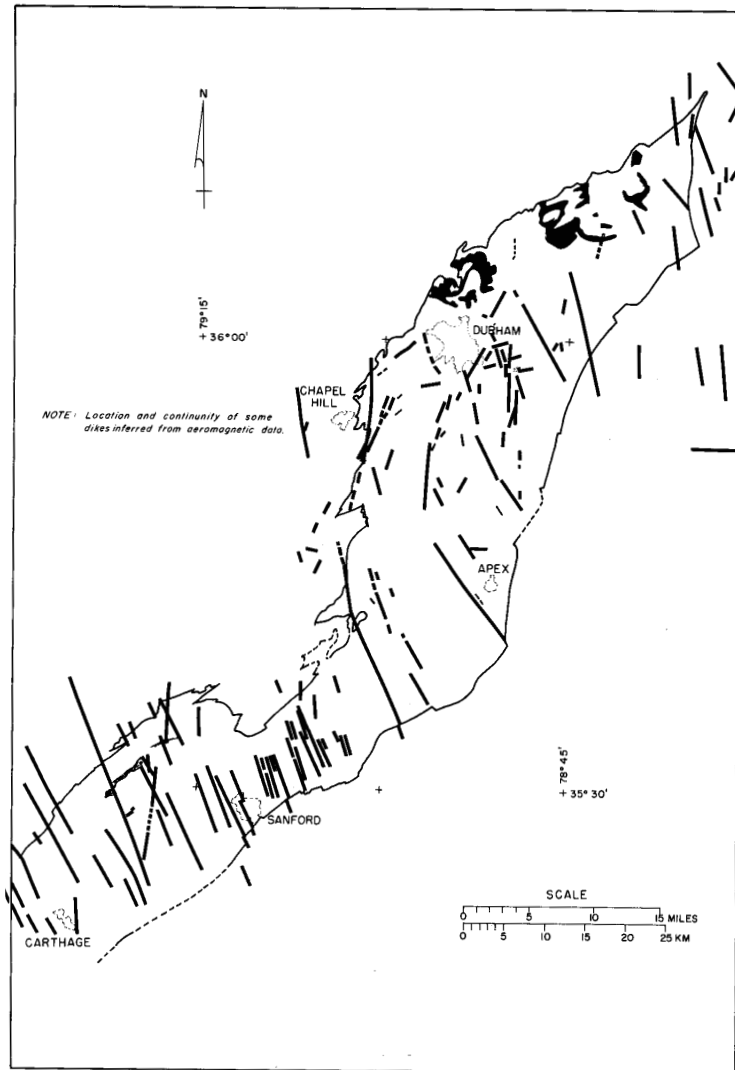 N
79° 15'
+ 36° 00'
DURHAM
CHAPEL
HILL
NOTE: Location and continuity of some
dikes inferred from aeromagnetic data.
APEX
78° 45'
+ 35° 30'
SANFORD
CARTHAGE
SCALE
0 5 10 15 MILES
0 5 10 15 20 25 KM